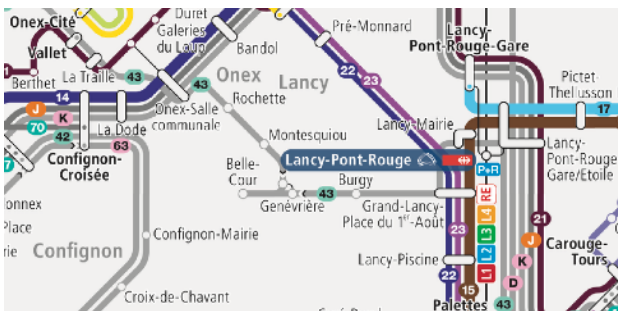 Onex-Cité
Vallet
Duret
Galeries
du Loup
Bandol
Pré-Monnard
Lancy-
Pont-Rouge-Gare
Pictet
Thellusson
17
Berthet
La Traille
43
43
Onex
Lancy
22
23
Rochette
14
J
K
70
42
63
La Dode
Onex-Salle
communale
Montesquiou
Lancy-Mairie
Confignon-
Croisée
Lancy-Pont-Rouge
P+R
Lancy-
Pont-Rouge
Gare/Etoile
Belle-
Cour
43
Burgy
Genévrière
Grand-Lancy-
Place du 1er-Août
RE
L4
L3
L2
L1
21
J
K
D
43
23
22
15
onnex
Place
rie
Confignon
Confignon-Mairie
Lancy-Piscine
Carouge-
Tours
Croix-de-Chavant
Palettes